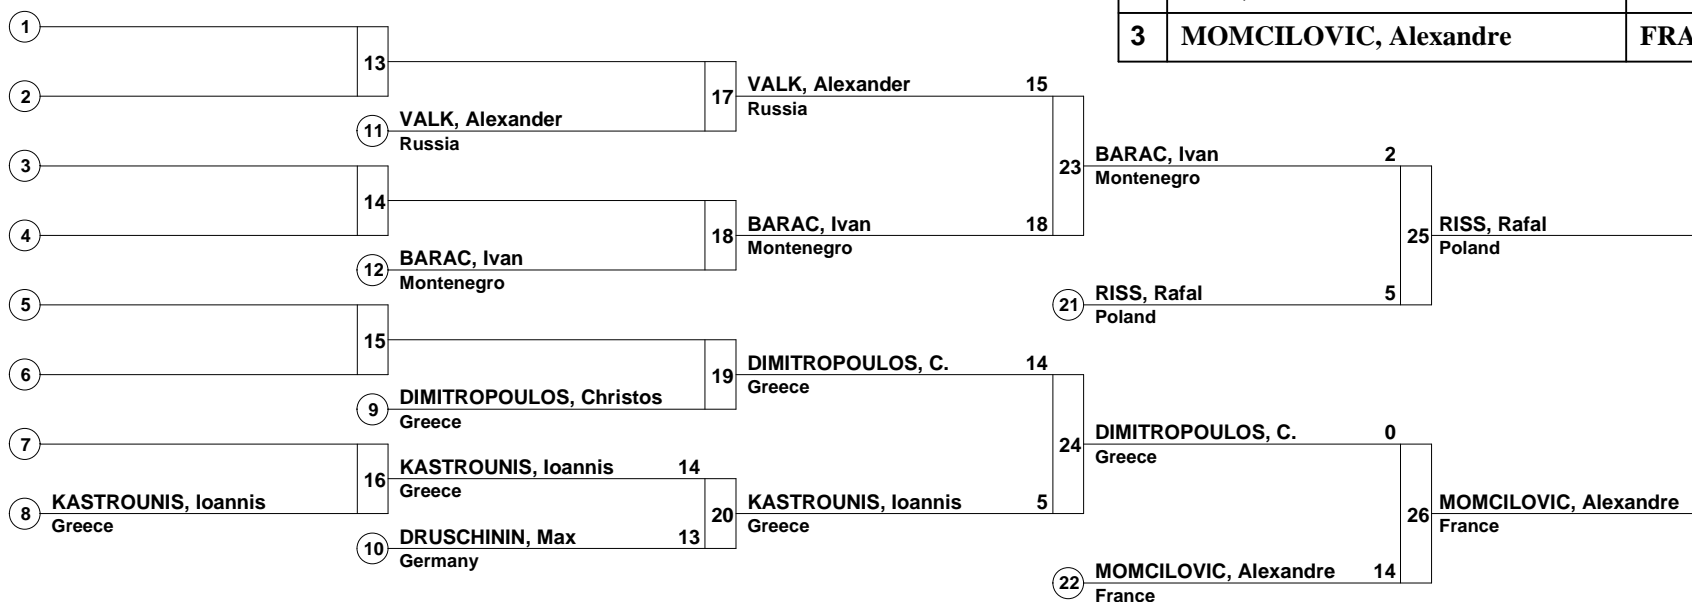 3 MOMCILOVIC, Alexandre FRA
1
13
2
VALK, Alexander
11
Russia
17
VALK, Alexander 15
Russia
3
14
4
BARAC, Ivan
12
Montenegro
18
BARAC, Ivan 18
Montenegro
23
BARAC, Ivan 2
Montenegro
5
15
6
DIMITROPOULOS, Christos
9
Greece
19
DIMITROPOULOS, C. 14
Greece
RISS, Rafal 5
21
Poland
25
RISS, Rafal
Poland
7
16
KASTROUNIS, Ioannis
8
Greece
KASTROUNIS, Ioannis 14
Greece
DRUSCHININ, Max 13
10
Germany
20
KASTROUNIS, Ioannis 5
Greece
24
DIMITROPOULOS, C. 0
Greece
MOMCILOVIC, Alexandre 14
22
France
26
MOMCILOVIC, Alexandre
France